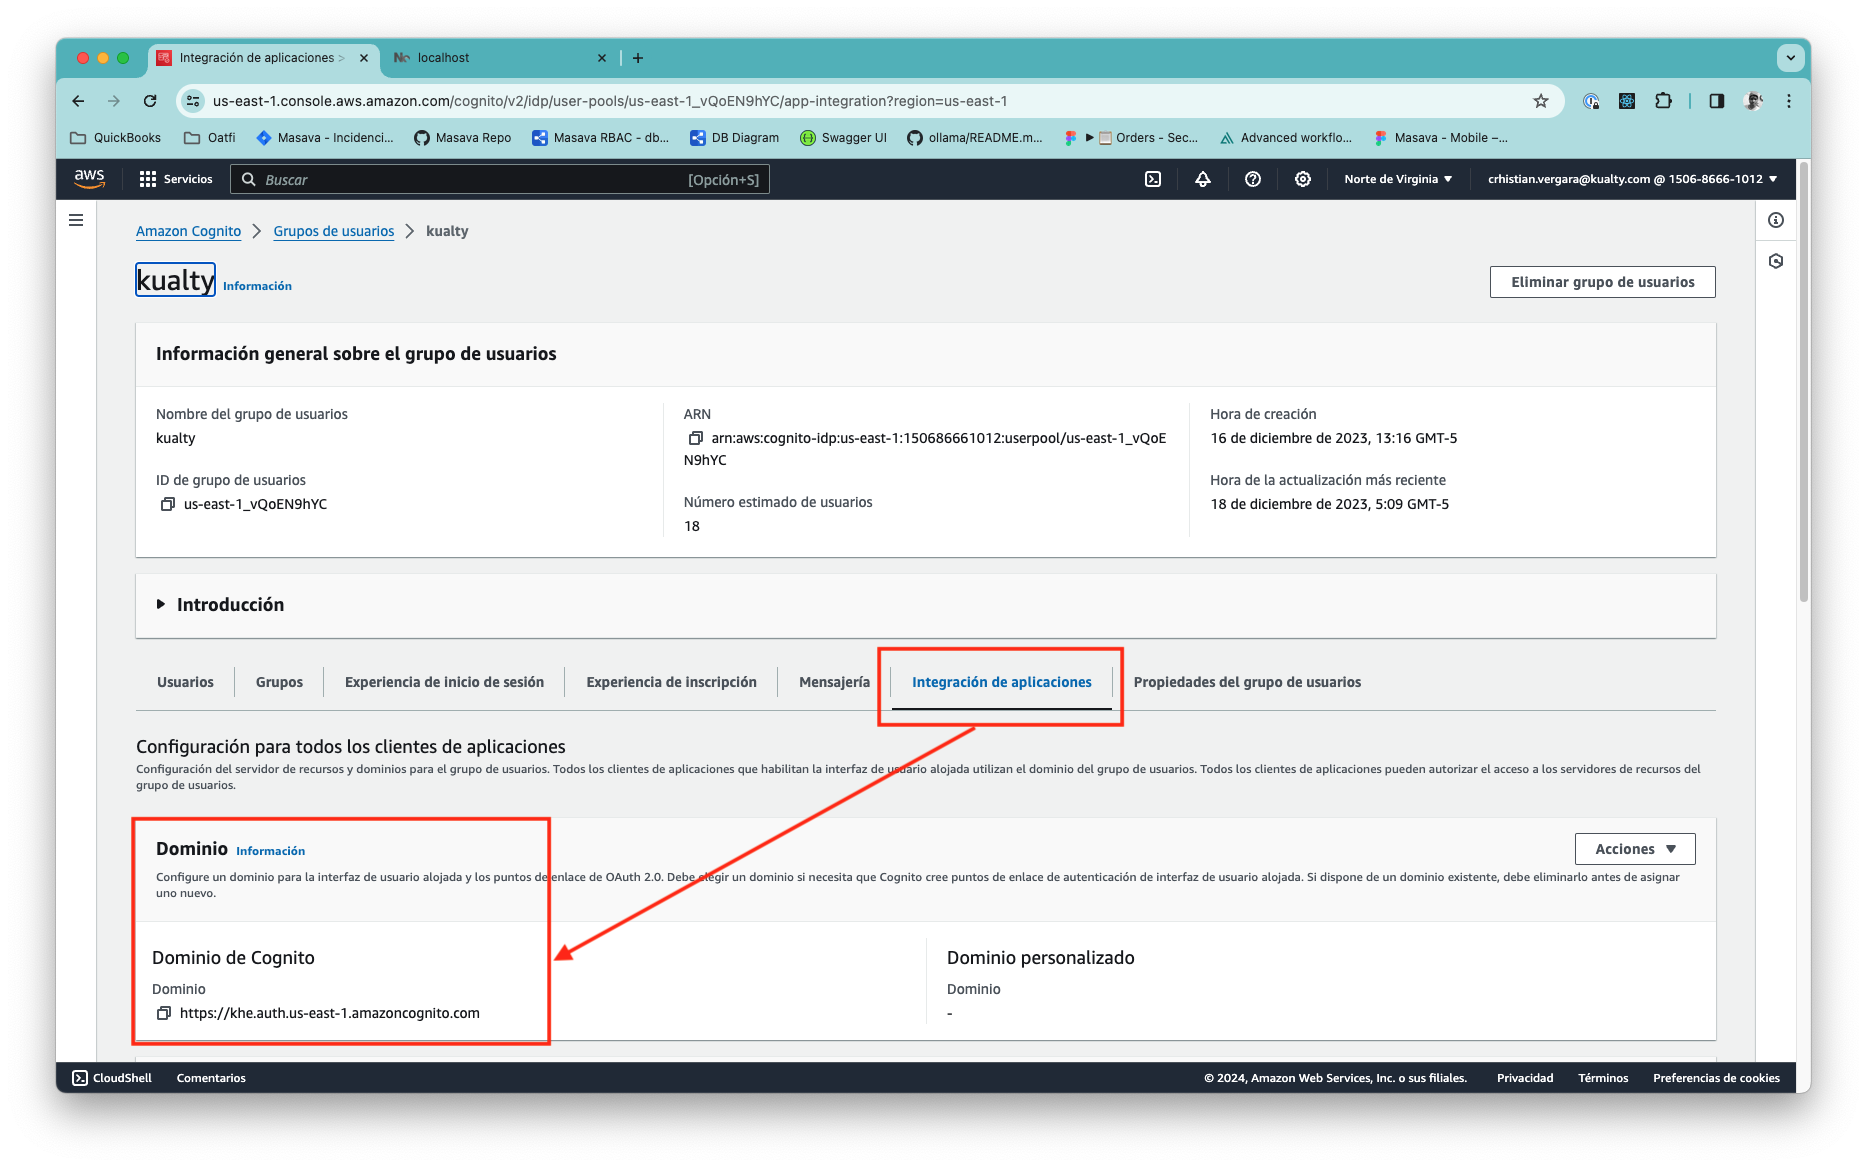 Integración de aplicaciones >
No localhost
us-east-1.console.aws.amazon.com/cognito/v2/idp/user-pools/us-east-1_vQoEN9hYC/app-integration?region=us-east-1
QuickBooks Oatfi Masava - Incidenci... Masava Repo Masava RBAC - db... DB Diagram Swagger UI ollama/README.m... Orders - Sec... Advanced workflo... Masava - Mobile –...
aws Servicios Buscar [Opción+S] Norte de Virginia crhistian.vergara@kualty.com @ 1506-8666-1012
Amazon Cognito Grupos de usuarios kualty
kualty Información Eliminar grupo de usuarios
Información general sobre el grupo de usuarios
Nombre del grupo de usuarios
kualty
ID de grupo de usuarios
us-east-1_vQoEN9hYC
ARN
arn:aws:cognito-idp:us-east-1:150686661012:userpool/us-east-1_vQoE
N9hYC
Número estimado de usuarios
18
Hora de creación
16 de diciembre de 2023, 13:16 GMT-5
Hora de la actualización más reciente
18 de diciembre de 2023, 5:09 GMT-5
Introducción
Usuarios Grupos Experiencia de inicio de sesión Experiencia de inscripción Mensajería Integración de aplicaciones Propiedades del grupo de usuarios
Configuración para todos los clientes de aplicaciones
Configuración del servidor de recursos y dominios para el grupo de usuarios. Todos los clientes de aplicaciones que habilitan la interfaz de usuario alojada utilizan el dominio del grupo de usuarios. Todos los clientes de aplicaciones pueden autorizar el acceso a los servidores de recursos del
grupo de usuarios.
Dominio Información Acciones
Configure un dominio para la interfaz de usuario alojada y los puntos de enlace de OAuth 2.0. Debe elegir un dominio si necesita que Cognito cree puntos de enlace de autenticación de interfaz de usuario alojada. Si dispone de un dominio existente, debe eliminarlo antes de asignar
uno nuevo.
Dominio de Cognito
Dominio
https://khe.auth.us-east-1.amazoncognito.com
Dominio personalizado
Dominio
-
CloudShell Comentarios © 2024, Amazon Web Services, Inc. o sus filiales. Privacidad Términos Preferencias de cookies